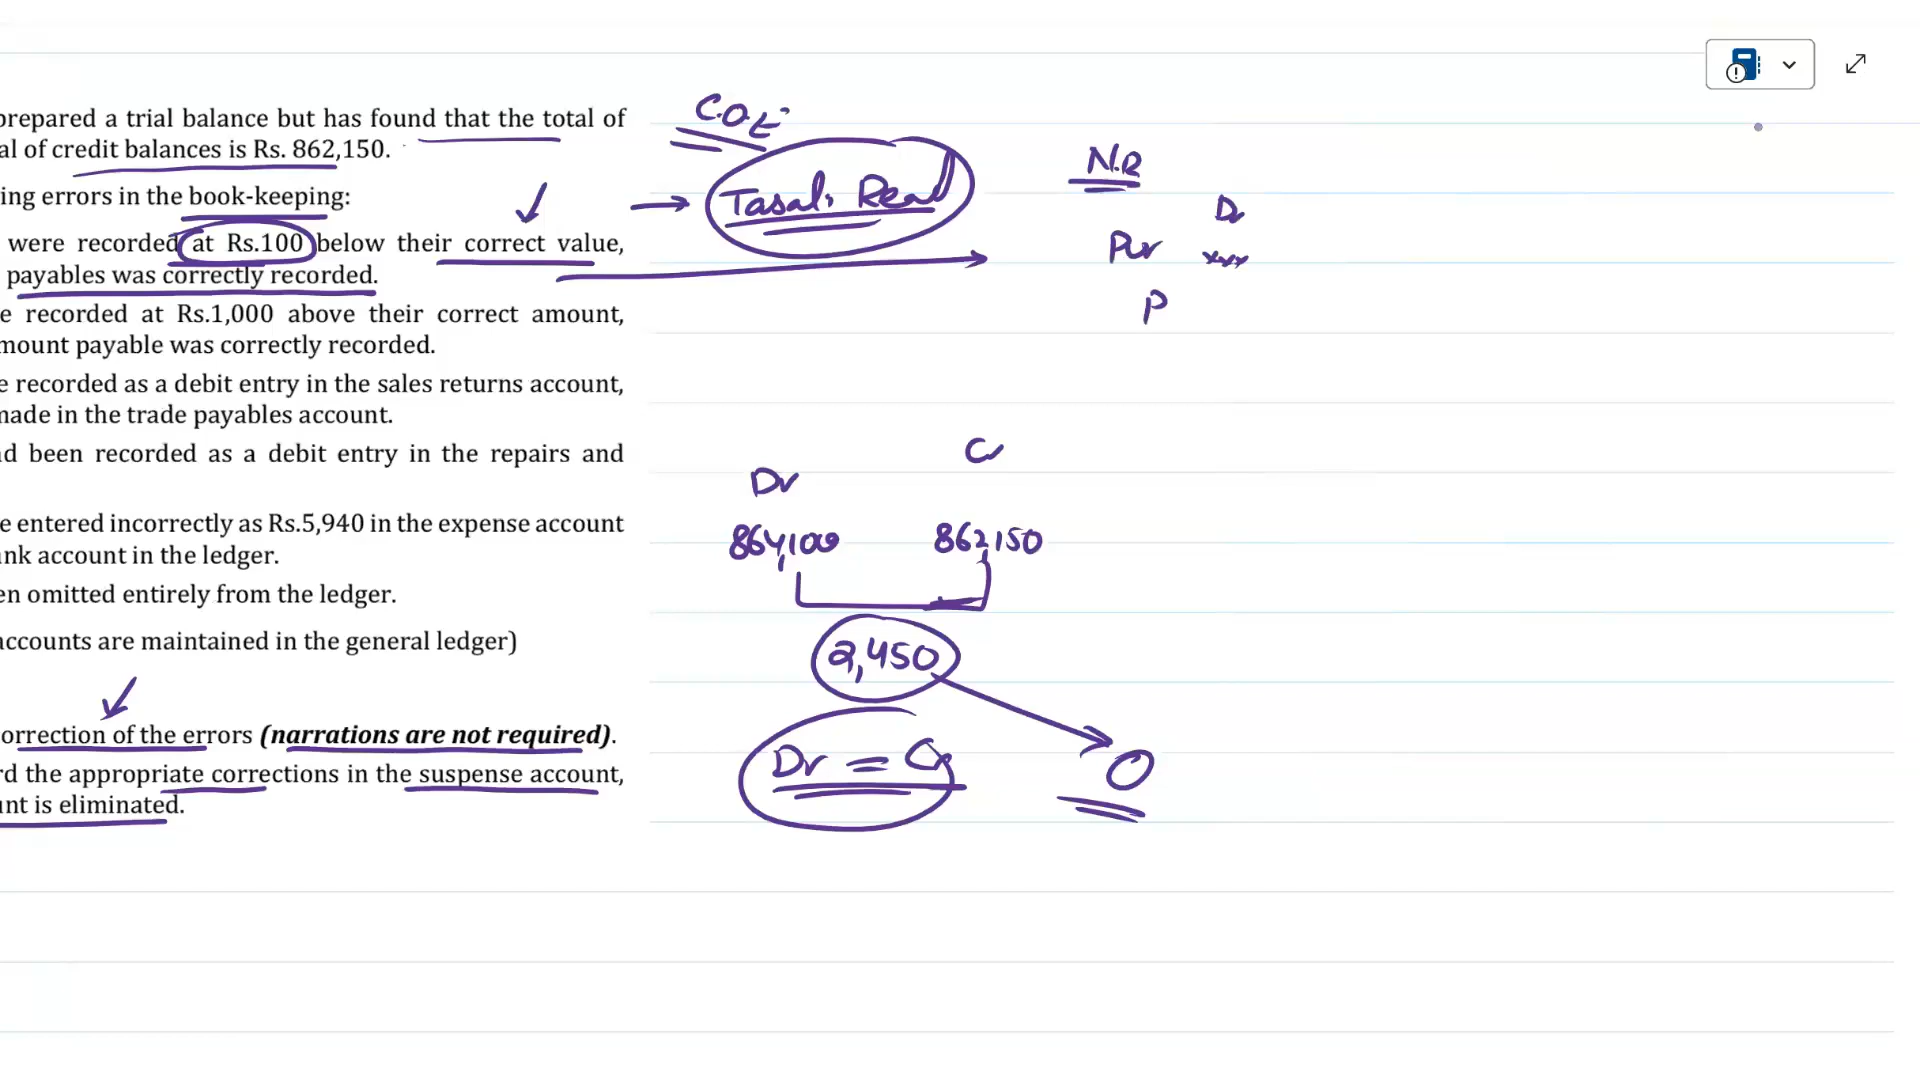 prepared a trial balance but has found that the total of
al of credit balances is Rs. 862,150.
ing errors in the book-keeping:
were recorded at Rs.100 below their correct value,
payables was correctly recorded.
e recorded at Rs.1,000 above their correct amount,
mount payable was correctly recorded.
e recorded as a debit entry in the sales returns account,
made in the trade payables account.
d been recorded as a debit entry in the repairs and
e entered incorrectly as Rs.5,940 in the expense account
nk account in the ledger.
en omitted entirely from the ledger.
accounts are maintained in the general ledger)
orrection of the errors (narrations are not required).
rd the appropriate corrections in the suspense account,
nt is eliminated.
C.O.E
Tasali Read
N.R
Dr
Pur xxx
P
Cr
Dr
864,100 862,150
2,450
Dr = Cr
0